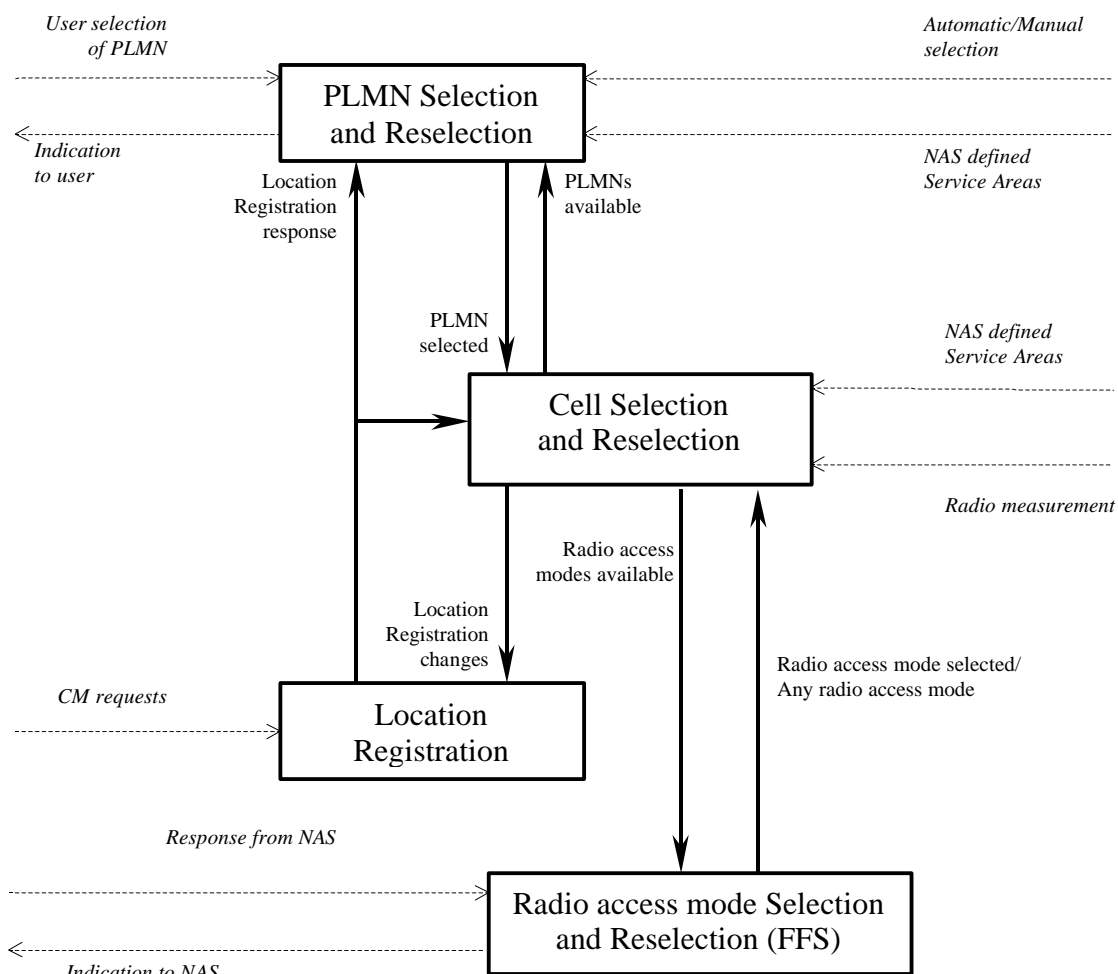 User selection
of PLMN
Automatic/Manual
selection
PLMN Selection
and Reselection
Indication
to user
NAS defined
Service Areas
Location
Registration
response
PLMNs
available
PLMN
selected
NAS defined
Service Areas
Cell Selection
and Reselection
Radio measurement
Radio access
modes available
Location
Registration
changes
Radio access mode selected/
Any radio access mode
CM requests
Location
Registration
Response from NAS
Radio access mode Selection
and Reselection (FFS)
Indication to NAS